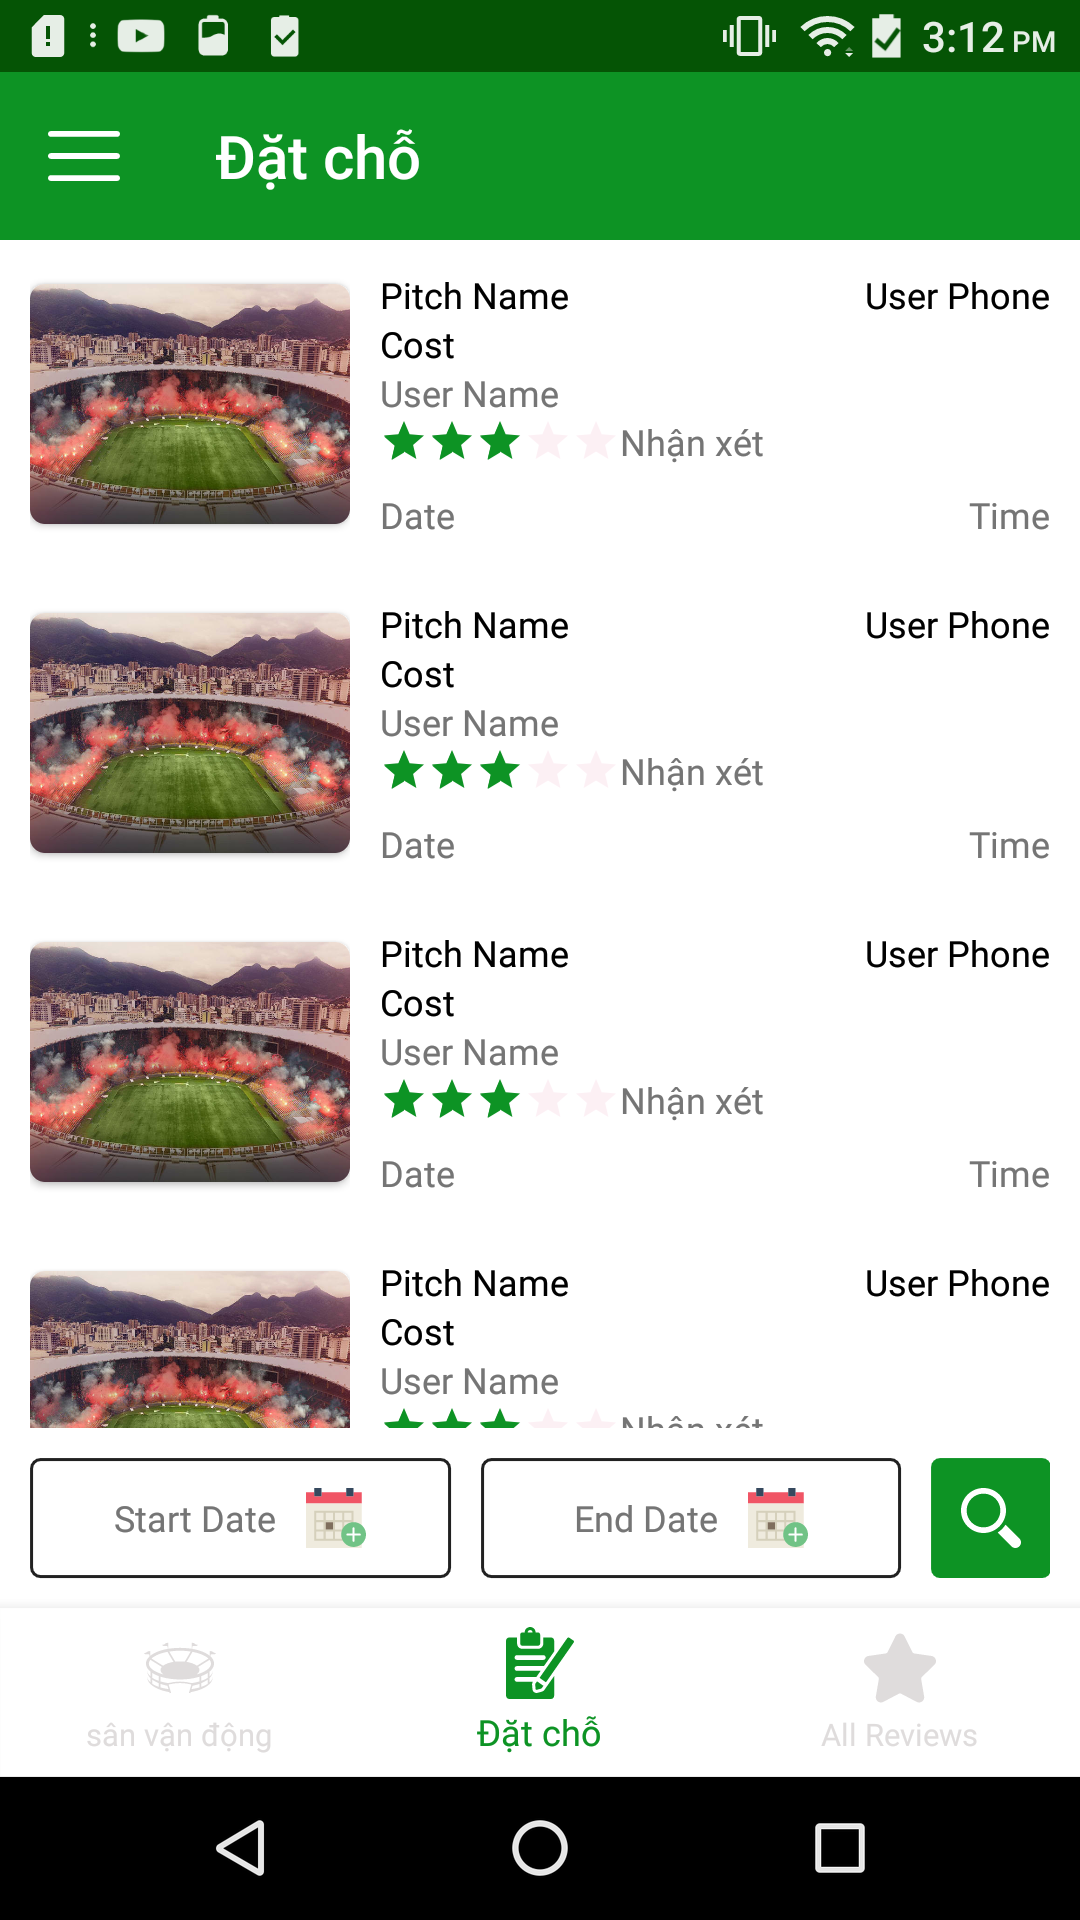 3:12 PM
Đặt chỗ
Pitch Name User Phone
Cost
User Name
Nhận xét
Date Time
Pitch Name User Phone
Cost
User Name
Nhận xét
Date Time
Pitch Name User Phone
Cost
User Name
Nhận xét
Date Time
Pitch Name User Phone
Cost
User Name
Nhận xét
Start Date End Date
sân vận động Đặt chỗ All Reviews